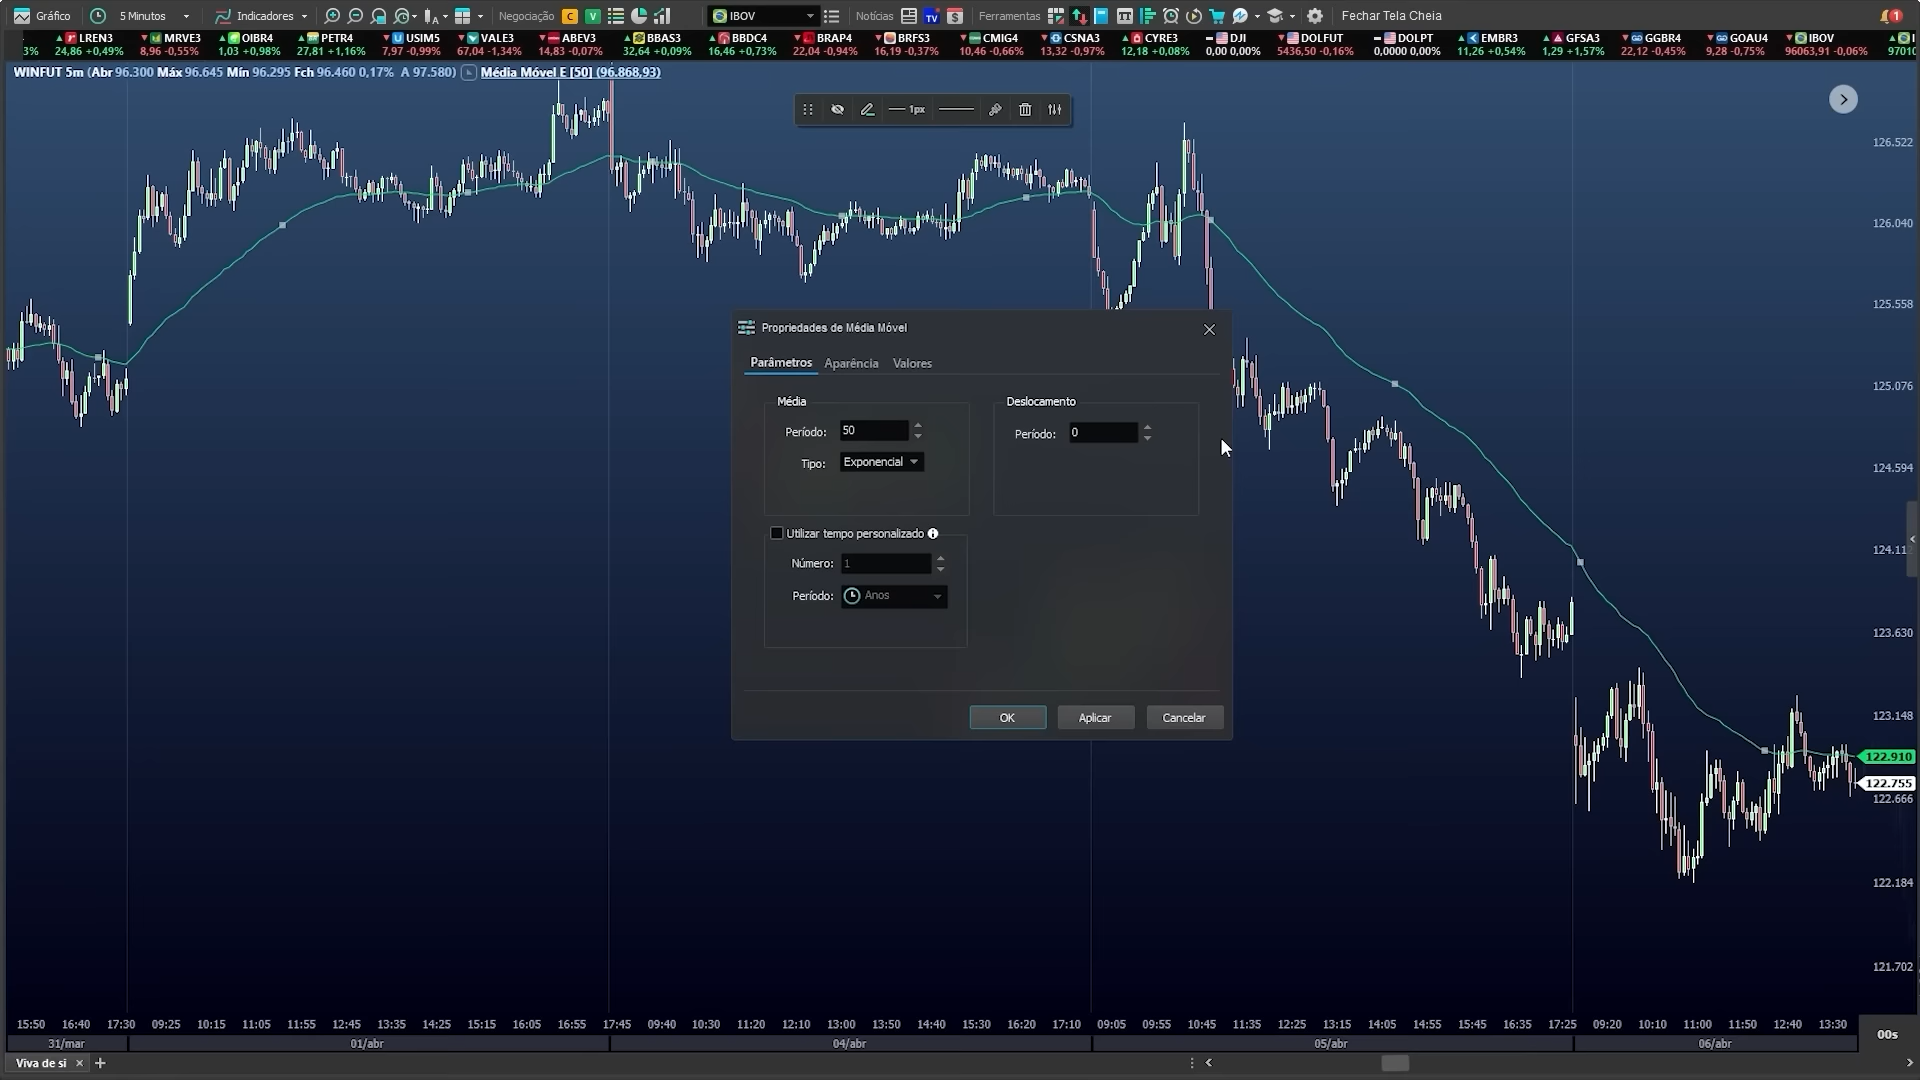 Gráfico 5 Minutos Indicadores Negociação C V IBOV Notícias TV $ Ferramentas Fechar Tela Cheia 1
LREN3 MRVE3 OIBR4 PETR4 USIM5 VALE3 ABEV3 BBAS3 BBDC4 BRAP4 BRFS3 CMIG4 CSNA3 CYRE3 DJI DOLFUT DOLPT EMBR3 GFSA3 GGBR4 GOAU4 IBOV I
3% 24,86 +0,49% 8,96 -0,55% 1,03 +0,98% 27,81 +1,16% 7,97 -0,99% 67,04 -1,34% 14,83 -0,07% 32,64 +0,09% 16,46 +0,73% 22,04 -0,94% 16,19 -0,37% 10,46 -0,66% 13,32 -0,97% 12,18 +0,08% 0,00 0,00% 5436,50 -0,16% 0,0000 0,00% 11,26 +0,54% 1,29 +1,57% 22,12 -0,45% 9,28 -0,75% 96063,91 -0,06% 9701
WINFUT 5m (Abr 96.300 Máx 96.645 Mín 96.295 Fch 96.460 0,17% A 97.580) Média Móvel E [50] (96.868,93)
1px
126.522
126.040
125.558
125.076
124.594
124.112
123.630
123.148
122.910
122.755
122.666
122.184
121.702
Propriedades de Média Móvel
Parâmetros Aparência Valores
Média Deslocamento
Período: 50 Período: 0
Tipo: Exponencial
Utilizar tempo personalizado
Número: 1
Período: Anos
OK Aplicar Cancelar
15:50 16:40 17:30 09:25 10:15 11:05 11:55 12:45 13:35 14:25 15:15 16:05 16:55 17:45 09:40 10:30 11:20 12:10 13:00 13:50 14:40 15:30 16:20 17:10 09:05 09:55 10:45 11:35 12:25 13:15 14:05 14:55 15:45 16:35 17:25 09:20 10:10 11:00 11:50 12:40 13:30 00s
31/mar 01/abr 04/abr 05/abr 06/abr
Viva de si